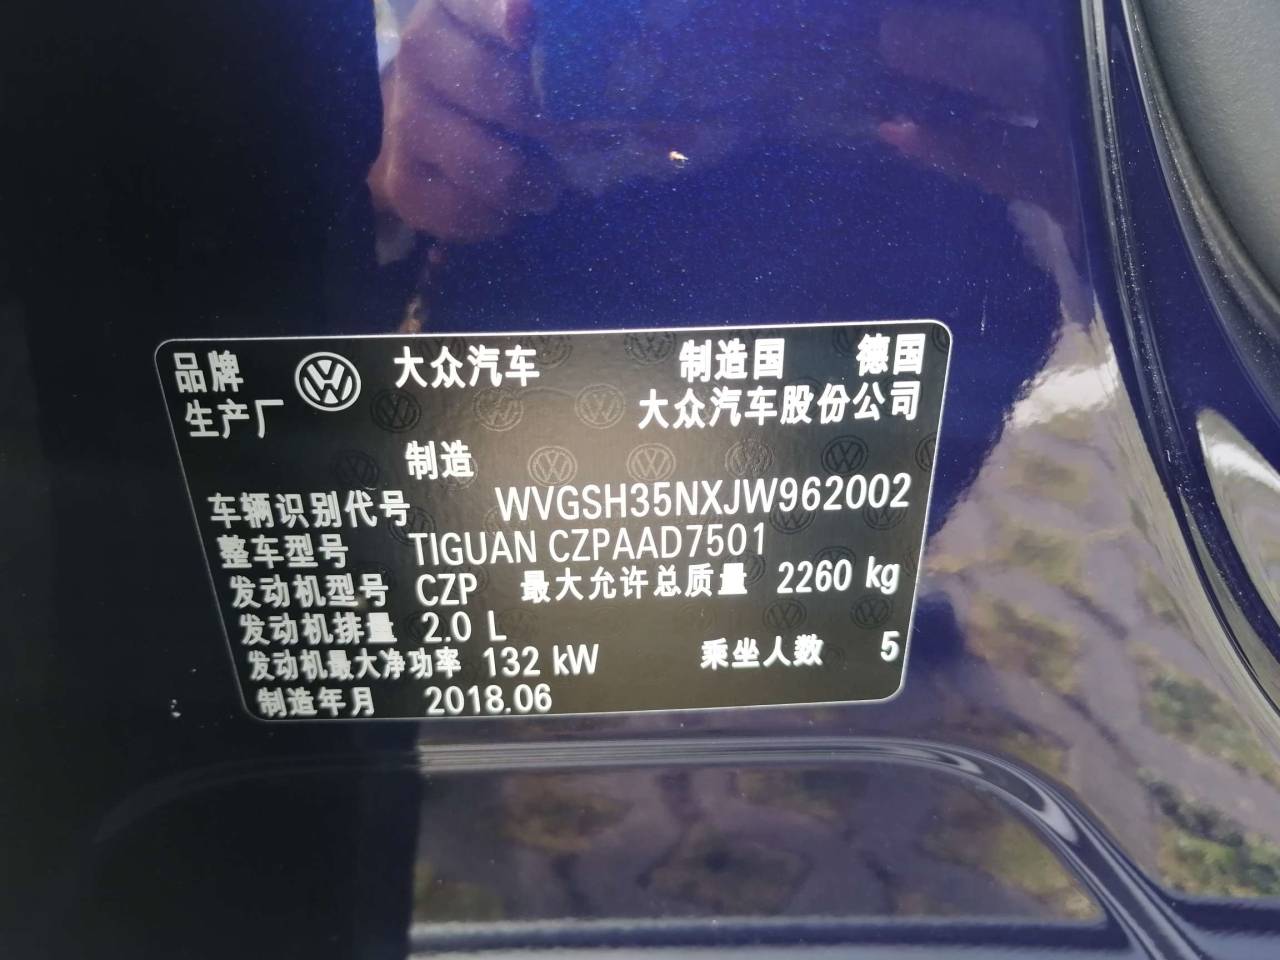 品牌 大众汽车 制造国 德国
生产厂 大众汽车股份公司
制造
车辆识别代号 WVGSH35NXJW962002
整车型号 TIGUAN CZPAAD7501
发动机型号 CZP 最大允许总质量 2260 kg
发动机排量 2.0 L
发动机最大净功率 132 kW 乘坐人数 5
制造年月 2018.06